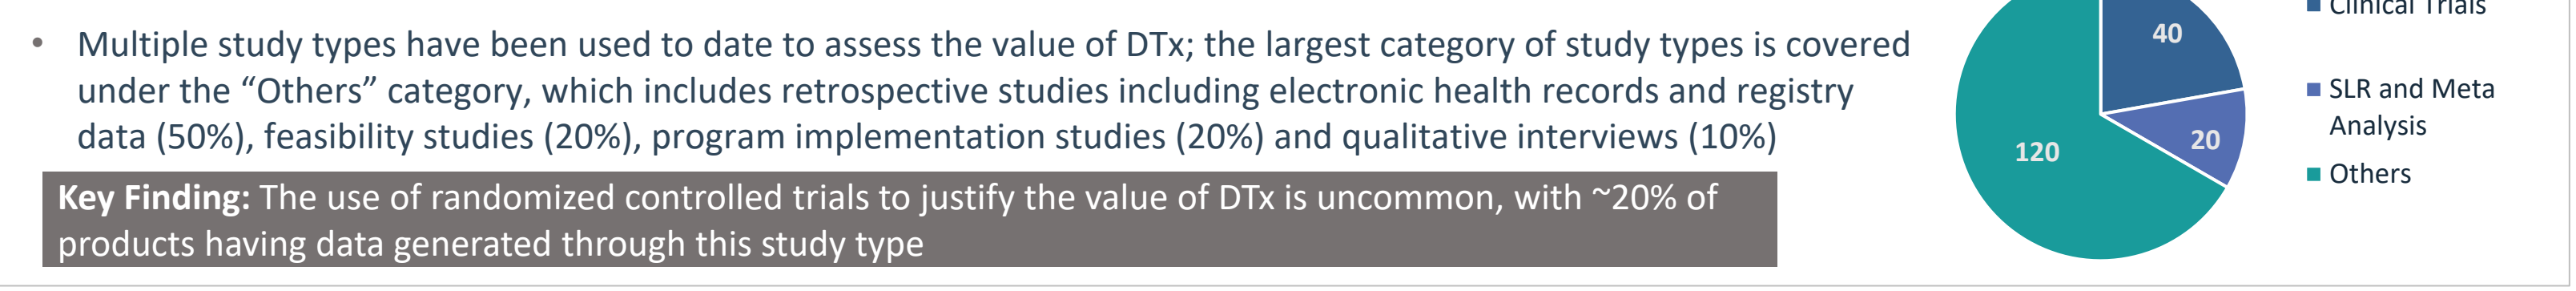 • Multiple study types have been used to date to assess the value of DTx; the largest category of study types is covered
under the “Others” category, which includes retrospective studies including electronic health records and registry
data (50%), feasibility studies (20%), program implementation studies (20%) and qualitative interviews (10%)
Key Finding: The use of randomized controlled trials to justify the value of DTx is uncommon, with ~20% of
products having data generated through this study type
40
20
120
Clinical Trials
SLR and Meta
Analysis
Others